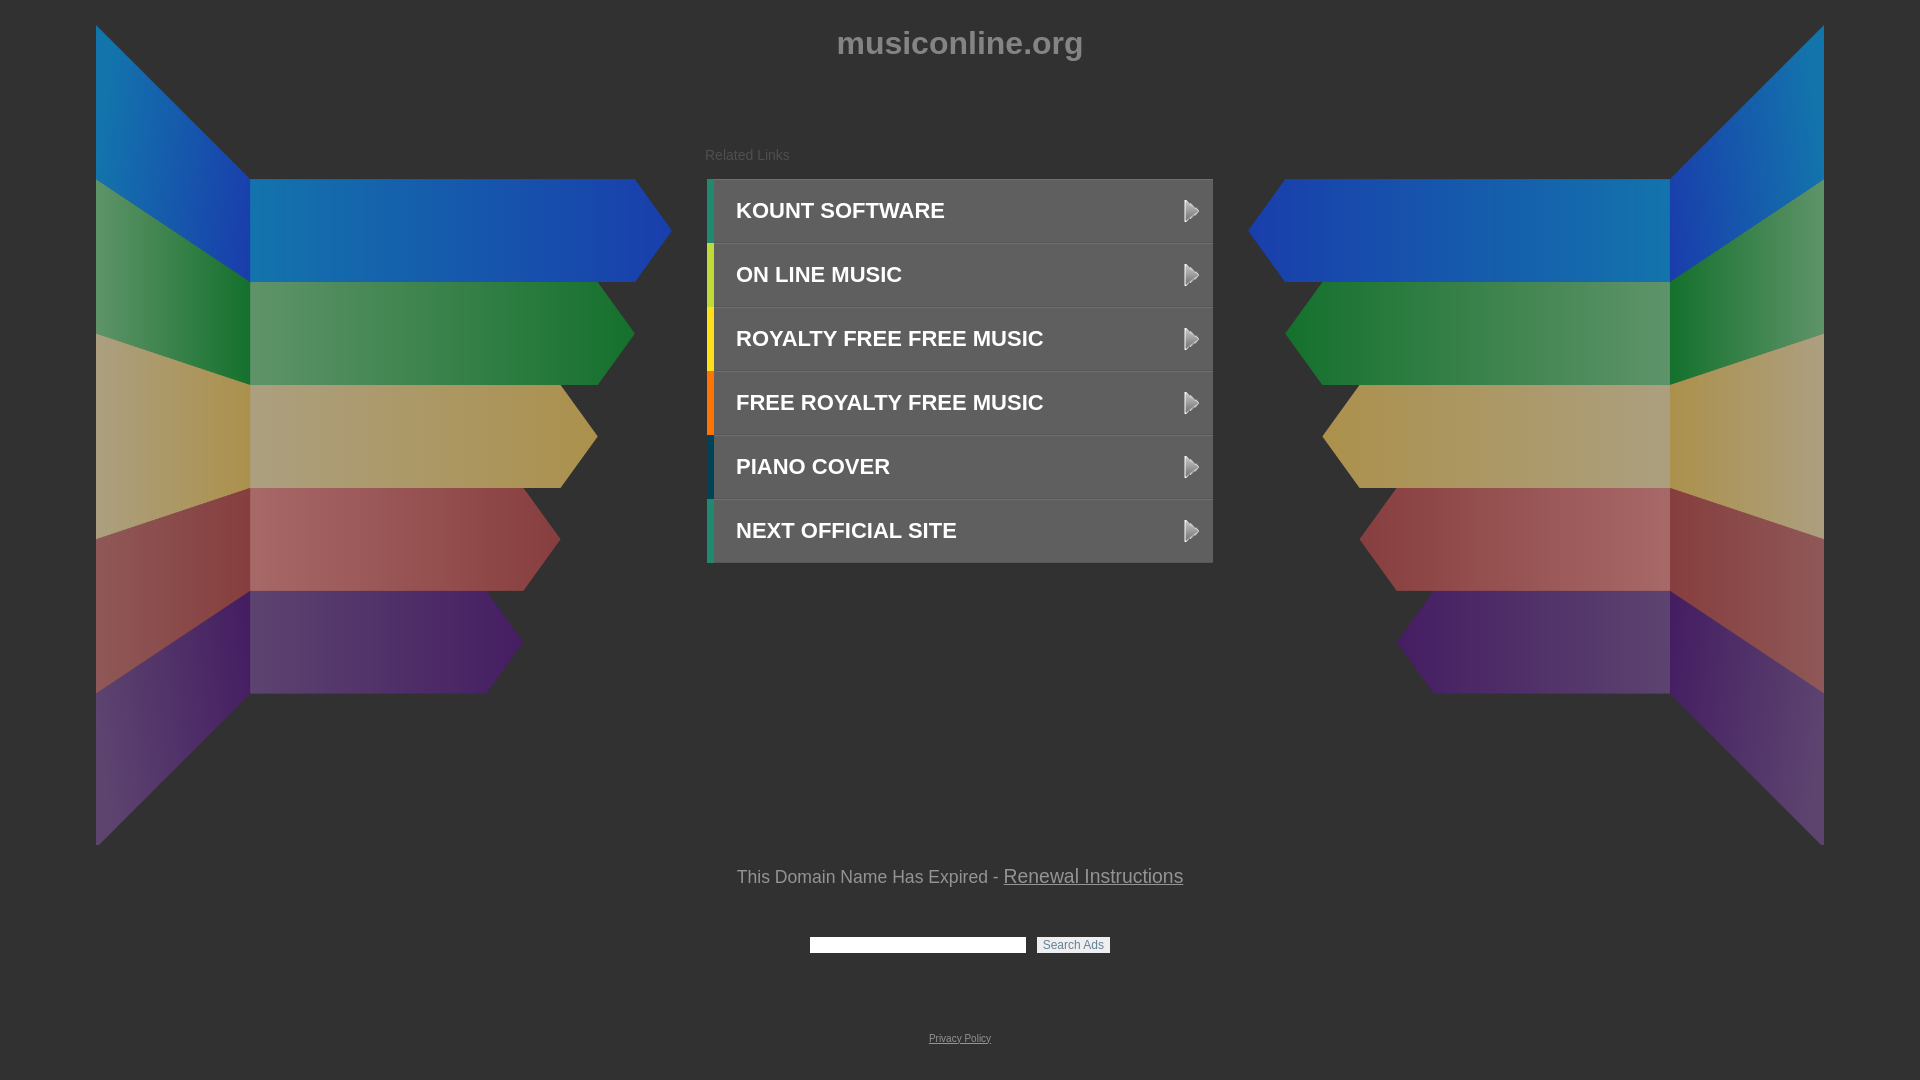 musiconline.org
Related Links
KOUNT SOFTWARE
ON LINE MUSIC
ROYALTY FREE FREE MUSIC
FREE ROYALTY FREE MUSIC
PIANO COVER
NEXT OFFICIAL SITE
This Domain Name Has Expired - Renewal Instructions
Search Ads
Privacy Policy